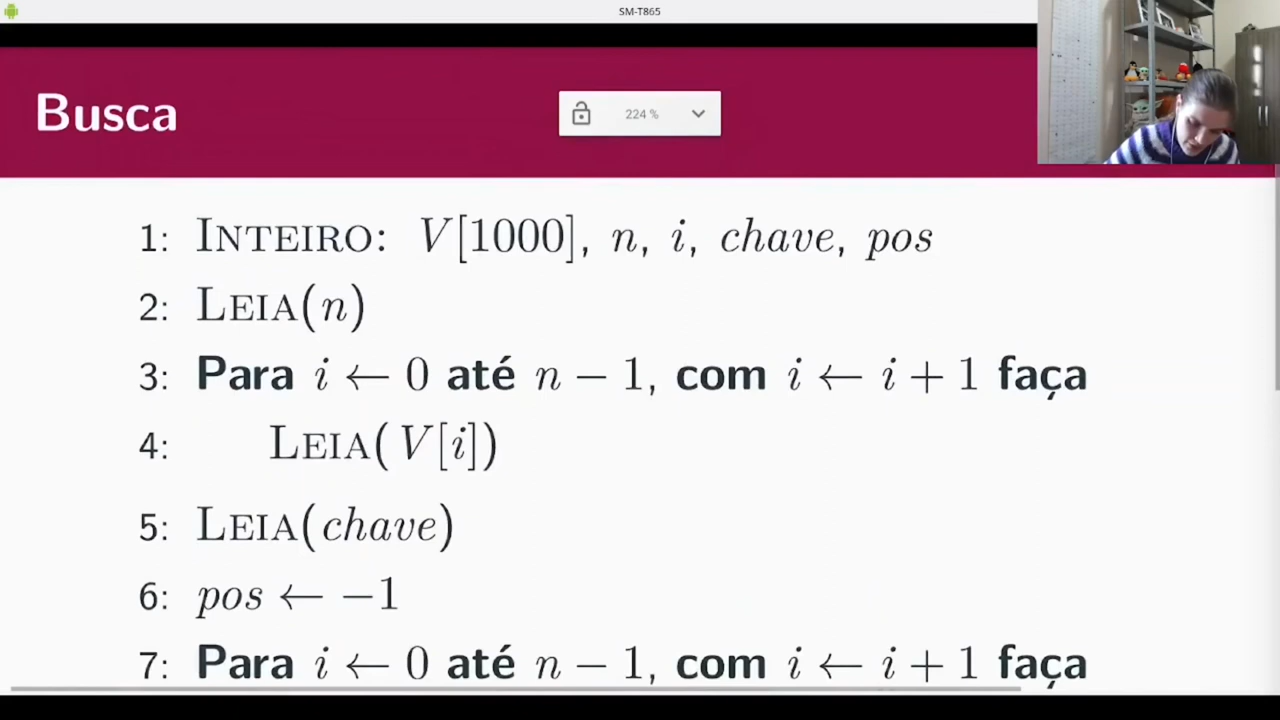 SM-T865
Busca
224 %
1: INTEIRO: V[1000], n, i, chave, pos
2: LEIA(n)
3: Para i ← 0 até n − 1, com i ← i + 1 faça
4: LEIA(V[i])
5: LEIA(chave)
6: pos ← −1
7: Para i ← 0 até n − 1, com i ← i + 1 faça